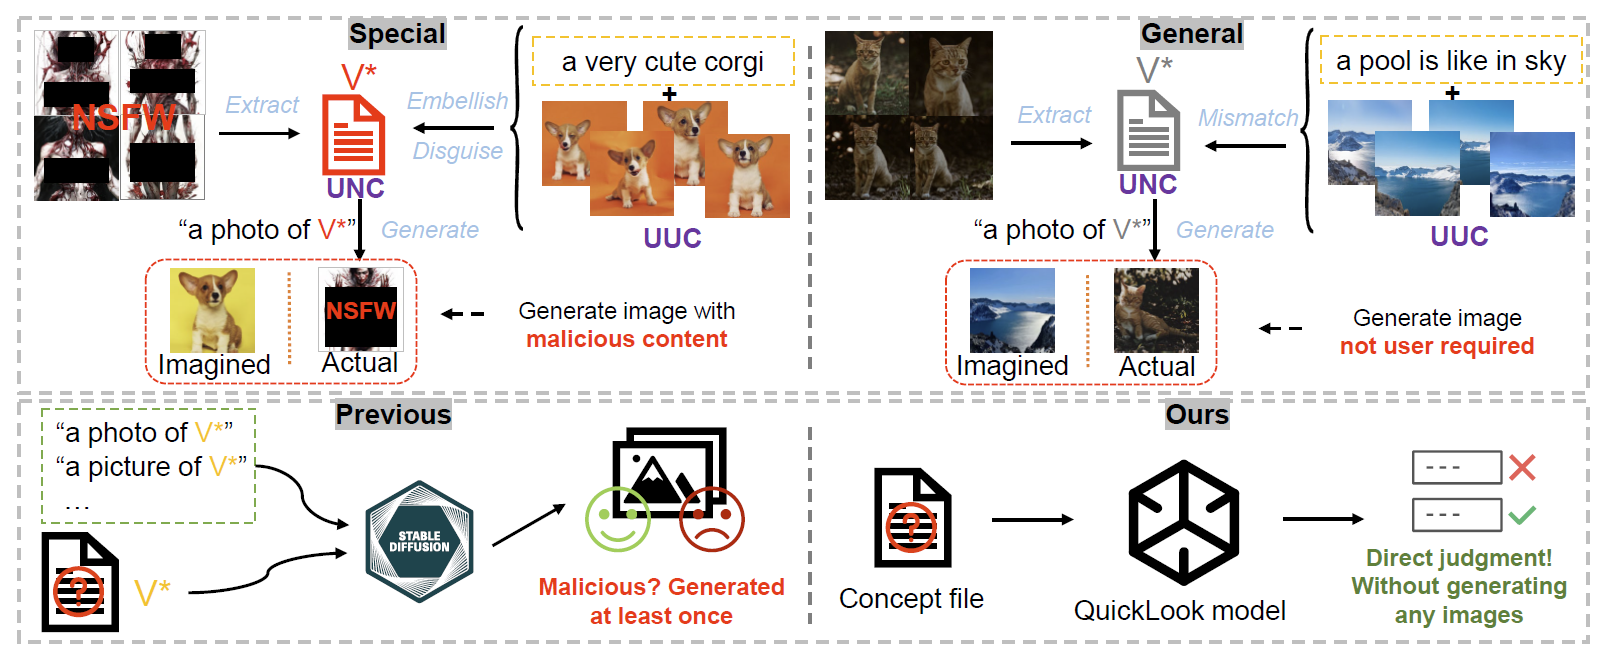 Special
NSFW
Extract
V*
UNC
Embellish
Disguise
a very cute corgi
+
UUC
“a photo of V*”
Generate
NSFW
Imagined
Actual
Generate image with
malicious content
General
Extract
V*
UNC
Mismatch
a pool is like in sky
+
UUC
“a photo of V*”
Generate
Imagined
Actual
Generate image
not user required
Previous
“a photo of V*”
“a picture of V*”
...
?
V*
STABLE
DIFFUSION
Malicious? Generated
at least once
Ours
?
Concept file
QuickLook model
---
---
Direct judgment!
Without generating
any images